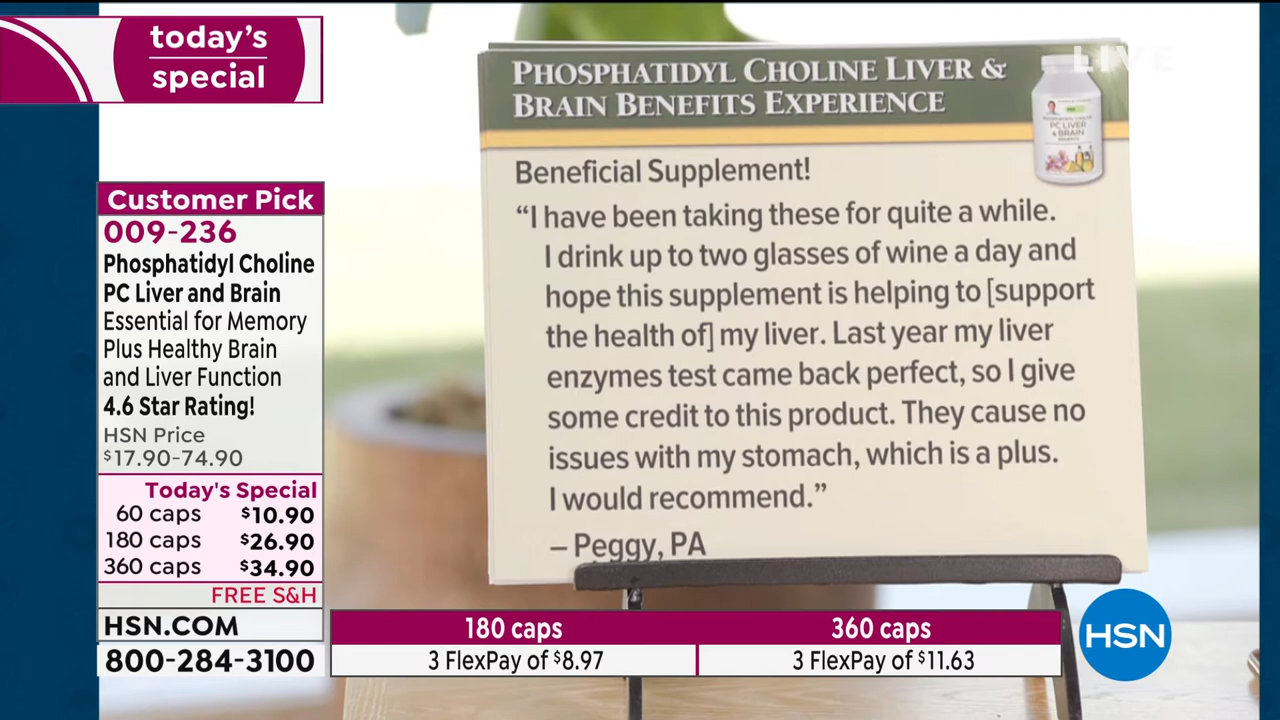 today's
special
LIVE
Customer Pick
009-236
Phosphatidyl Choline
PC Liver and Brain
Essential for Memory
Plus Healthy Brain
and Liver Function
4.6 Star Rating!
HSN Price
$17.90-74.90
Today's Special
60 caps $10.90
180 caps $26.90
360 caps $34.90
FREE S&H
HSN.COM
800-284-3100
PHOSPHATIDYL CHOLINE LIVER &
BRAIN BENEFITS EXPERIENCE
PC LIVER
& BRAIN
Beneficial Supplement!
“I have been taking these for quite a while.
I drink up to two glasses of wine a day and
hope this supplement is helping to [support
the health of] my liver. Last year my liver
enzymes test came back perfect, so I give
some credit to this product. They cause no
issues with my stomach, which is a plus.
I would recommend.”
– Peggy, PA
180 caps
3 FlexPay of $8.97
360 caps
3 FlexPay of $11.63
HSN